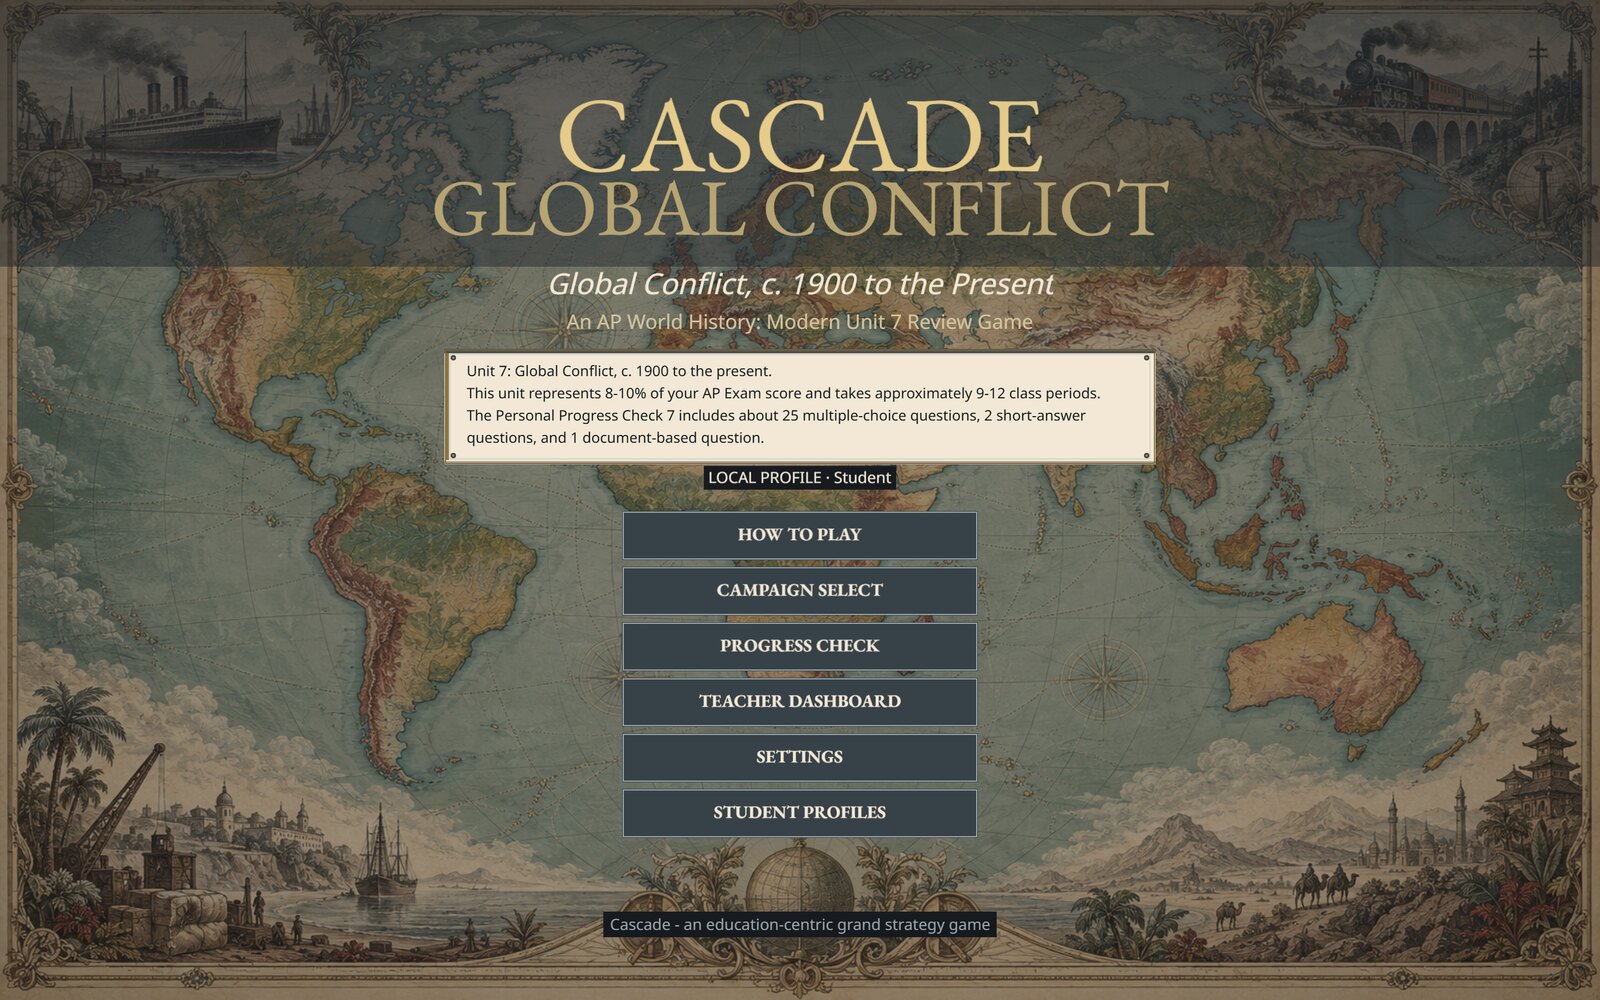 CASCADE
GLOBAL CONFLICT
Global Conflict, c. 1900 to the Present
An AP World History: Modern Unit 7 Review Game
Unit 7: Global Conflict, c. 1900 to the present.
This unit represents 8-10% of your AP Exam score and takes approximately 9-12 class periods.
The Personal Progress Check 7 includes about 25 multiple-choice questions, 2 short-answer
questions, and 1 document-based question.
LOCAL PROFILE · Student
HOW TO PLAY
CAMPAIGN SELECT
PROGRESS CHECK
TEACHER DASHBOARD
SETTINGS
STUDENT PROFILES
Cascade - an education-centric grand strategy game